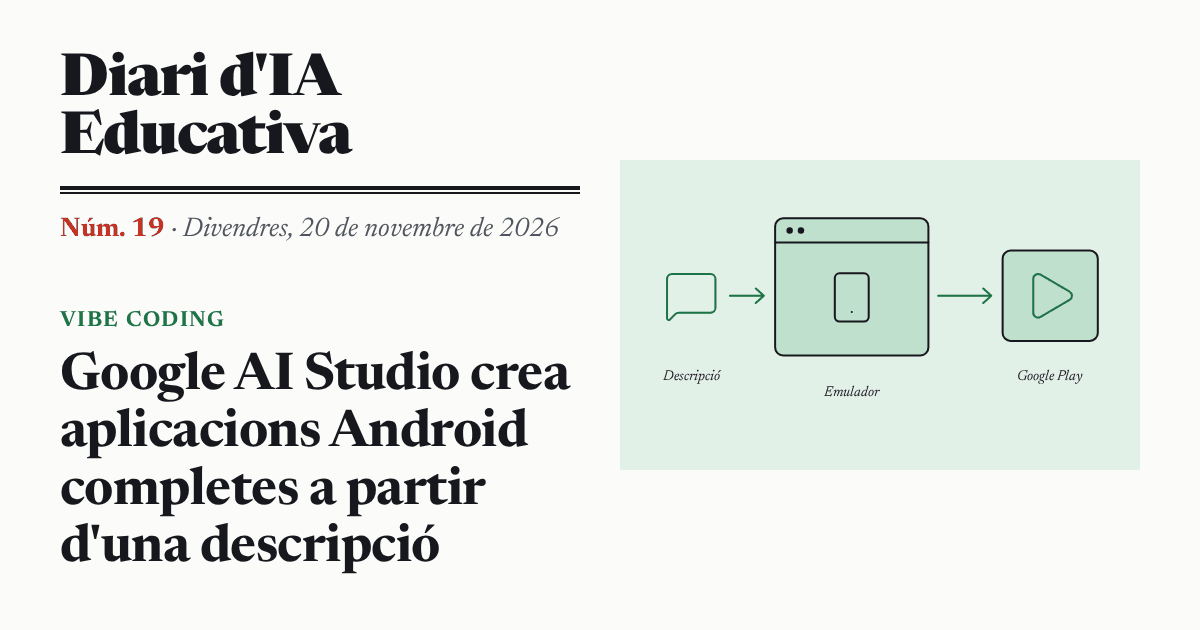 Diari d'IA
Educativa
Núm. 19 · Divendres, 20 de novembre de 2026
VIBE CODING
Google AI Studio crea
aplicacions Android
completes a partir
d'una descripció
Descripció
Emulador
Google Play